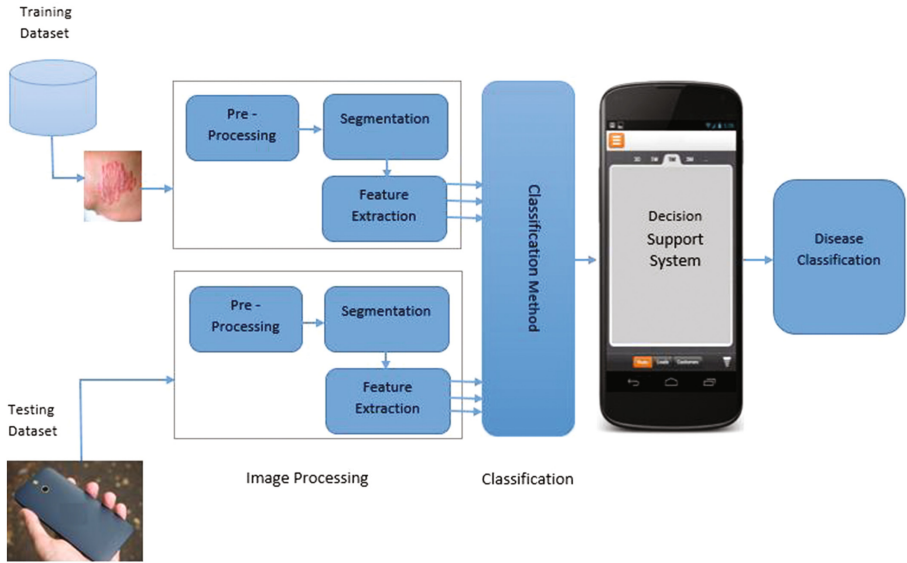 Training
Dataset
Pre -
Processing
Segmentation
Feature
Extraction
Classification Method
Decision
Support
System
Disease
Classification
Pre -
Processing
Segmentation
Feature
Extraction
Testing
Dataset
Image Processing
Classification